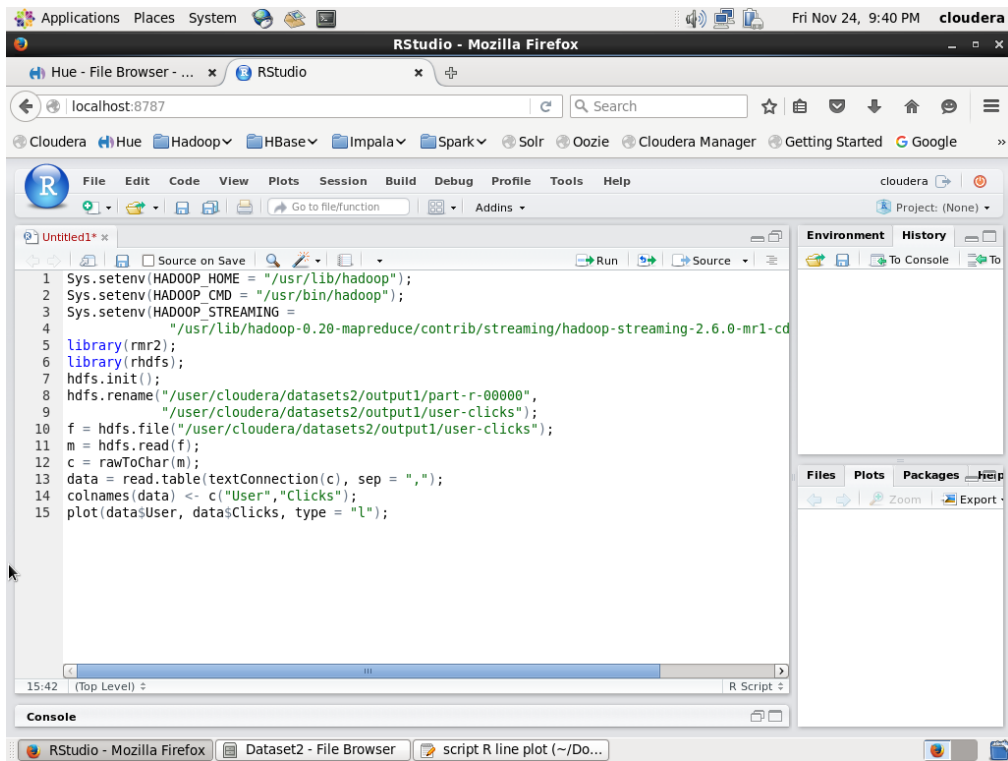 Applications Places System Fri Nov 24, 9:40 PM cloudera
RStudio - Mozilla Firefox
Hue - File Browser - ... × RStudio ×
localhost:8787 Search
Cloudera Hue Hadoop HBase Impala Spark Solr Oozie Cloudera Manager Getting Started Google »
R File Edit Code View Plots Session Build Debug Profile Tools Help cloudera
Go to file/function Addins Project: (None)
Untitled1* ×
Source on Save Run Source
1 Sys.setenv(HADOOP_HOME = "/usr/lib/hadoop");
2 Sys.setenv(HADOOP_CMD = "/usr/bin/hadoop");
3 Sys.setenv(HADOOP_STREAMING =
4 "/usr/lib/hadoop-0.20-mapreduce/contrib/streaming/hadoop-streaming-2.6.0-mr1-cd
5 library(rmr2);
6 library(rhdfs);
7 hdfs.init();
8 hdfs.rename("/user/cloudera/datasets2/output1/part-r-00000",
9 "/user/cloudera/datasets2/output1/user-clicks");
10 f = hdfs.file("/user/cloudera/datasets2/output1/user-clicks");
11 m = hdfs.read(f);
12 c = rawToChar(m);
13 data = read.table(textConnection(c), sep = ",");
14 colnames(data) <- c("User","Clicks");
15 plot(data$User, data$Clicks, type = "l");
15:42 (Top Level) R Script
Console
Environment History
To Console To
Files Plots Packages Help
Zoom Export
RStudio - Mozilla Firefox Dataset2 - File Browser script R line plot (~/Do...